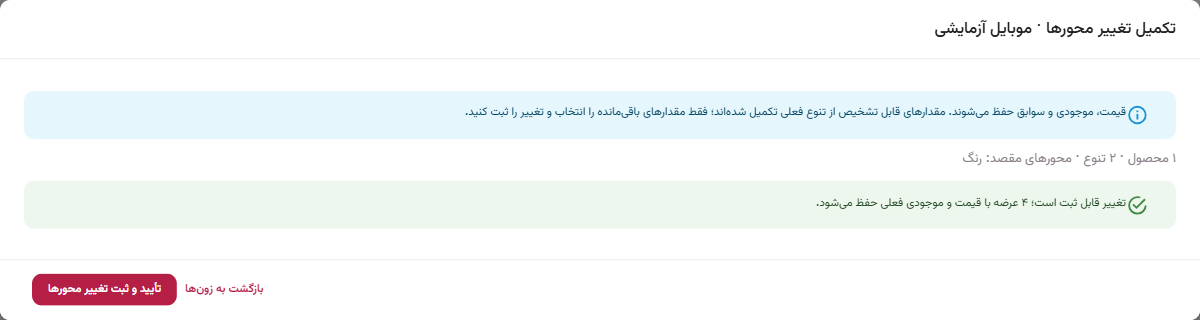 تکمیل تغییر محورها · موبایل آزمایشی
قیمت، موجودی و سوابق حفظ می‌شوند. مقدارهای قابل تشخیص از تنوع فعلی تکمیل شده‌اند؛ فقط مقدارهای باقی‌مانده را انتخاب و تغییر را ثبت کنید.
۱ محصول · ۲ تنوع · محورهای مقصد: رنگ
تغییر قابل ثبت است؛ ۴ عرضه با قیمت و موجودی فعلی حفظ می‌شود.
بازگشت به زون‌ها
تأیید و ثبت تغییر محورها